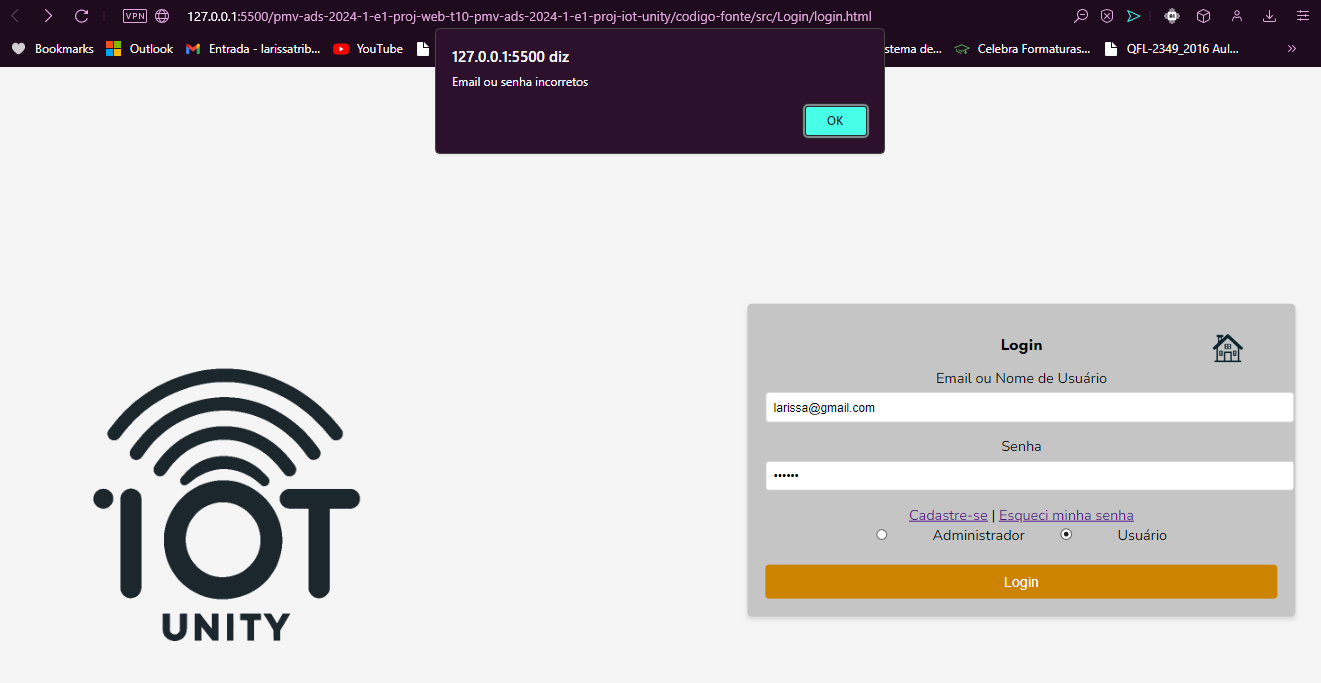 VPN 127.0.0.1:5500/pmv-ads-2024-1-e1-proj-web-t10-pmv-ads-2024-1-e1-proj-iot-unity/codigo-fonte/src/Login/login.html
Bookmarks Outlook Entrada - larissatrib... YouTube stema de... Celebra Formaturas... QFL-2349_2016 Aul... »
127.0.0.1:5500 diz
Email ou senha incorretos
OK
Login
Email ou Nome de Usuário
larissa@gmail.com
Senha
••••••
Cadastre-se | Esqueci minha senha
Administrador Usuário
Login
IOT
UNITY